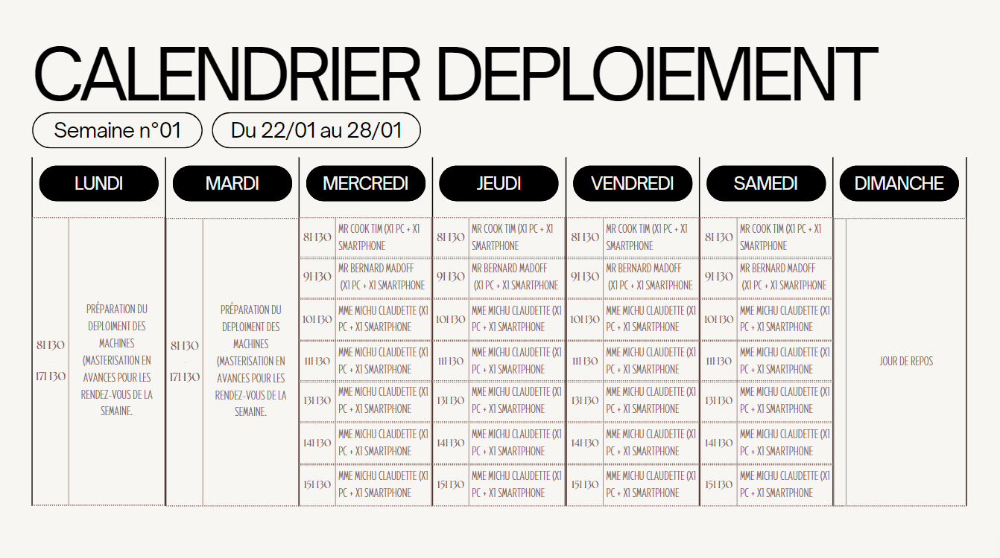 CALENDRIER DEPLOIEMENT
Semaine n°01
Du 22/01 au 28/01
LUNDI
MARDI
MERCREDI
JEUDI
VENDREDI
SAMEDI
DIMANCHE
8H30
-
17H30
PRÉPARATION DU
DEPLOIMENT DES
MACHINES
(MASTERISATION EN
AVANCES POUR LES
RENDEZ-VOUS DE LA
SEMAINE.
8H30
-
17H30
PRÉPARATION DU
DEPLOIMENT DES
MACHINES
(MASTERISATION EN
AVANCES POUR LES
RENDEZ-VOUS DE LA
SEMAINE.
8H30
MR COOK TIM (X1 PC + X1
SMARTPHONE
9H30
MR BERNARD MADOFF
(X1 PC + X1 SMARTPHONE
10H30
MME MICHU CLAUDETTE (X1
PC + X1 SMARTPHONE
11H30
MME MICHU CLAUDETTE (X1
PC + X1 SMARTPHONE
13H30
MME MICHU CLAUDETTE (X1
PC + X1 SMARTPHONE
14H30
MME MICHU CLAUDETTE (X1
PC + X1 SMARTPHONE
15H30
MME MICHU CLAUDETTE (X1
PC + X1 SMARTPHONE
8H30
MR COOK TIM (X1 PC + X1
SMARTPHONE
9H30
MR BERNARD MADOFF
(X1 PC + X1 SMARTPHONE
10H30
MME MICHU CLAUDETTE (X1
PC + X1 SMARTPHONE
11H30
MME MICHU CLAUDETTE (X1
PC + X1 SMARTPHONE
13H30
MME MICHU CLAUDETTE (X1
PC + X1 SMARTPHONE
14H30
MME MICHU CLAUDETTE (X1
PC + X1 SMARTPHONE
15H30
MME MICHU CLAUDETTE (X1
PC + X1 SMARTPHONE
8H30
MR COOK TIM (X1 PC + X1
SMARTPHONE
9H30
MR BERNARD MADOFF
(X1 PC + X1 SMARTPHONE
10H30
MME MICHU CLAUDETTE (X1
PC + X1 SMARTPHONE
11H30
MME MICHU CLAUDETTE (X1
PC + X1 SMARTPHONE
13H30
MME MICHU CLAUDETTE (X1
PC + X1 SMARTPHONE
14H30
MME MICHU CLAUDETTE (X1
PC + X1 SMARTPHONE
15H30
MME MICHU CLAUDETTE (X1
PC + X1 SMARTPHONE
8H30
MR COOK TIM (X1 PC + X1
SMARTPHONE
9H30
MR BERNARD MADOFF
(X1 PC + X1 SMARTPHONE
10H30
MME MICHU CLAUDETTE (X1
PC + X1 SMARTPHONE
11H30
MME MICHU CLAUDETTE (X1
PC + X1 SMARTPHONE
13H30
MME MICHU CLAUDETTE (X1
PC + X1 SMARTPHONE
14H30
MME MICHU CLAUDETTE (X1
PC + X1 SMARTPHONE
15H30
MME MICHU CLAUDETTE (X1
PC + X1 SMARTPHONE
JOUR DE REPOS